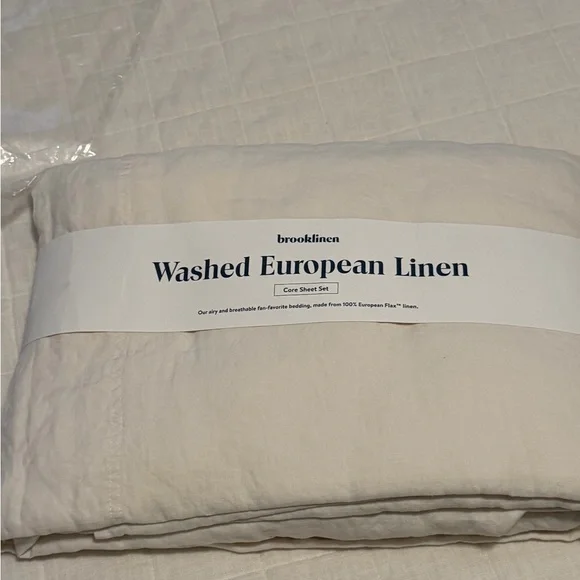 brooklinen
Washed European Linen
Core Sheet Set
Our airy and breathable fan-favorite bedding, made from 100% European Flax™ linen.